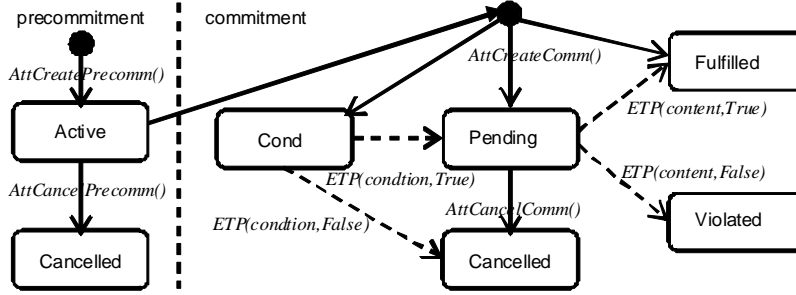 precommitment
commitment
AttCreatePrecomm()
AttCreateComm()
Fulfilled
Active
Cond
Pending
ETP(content,True)
ETP(condtion,True)
ETP(content,False)
AttCancelPrecomm()
AttCancelComm()
ETP(condtion,False)
Violated
Cancelled
Cancelled